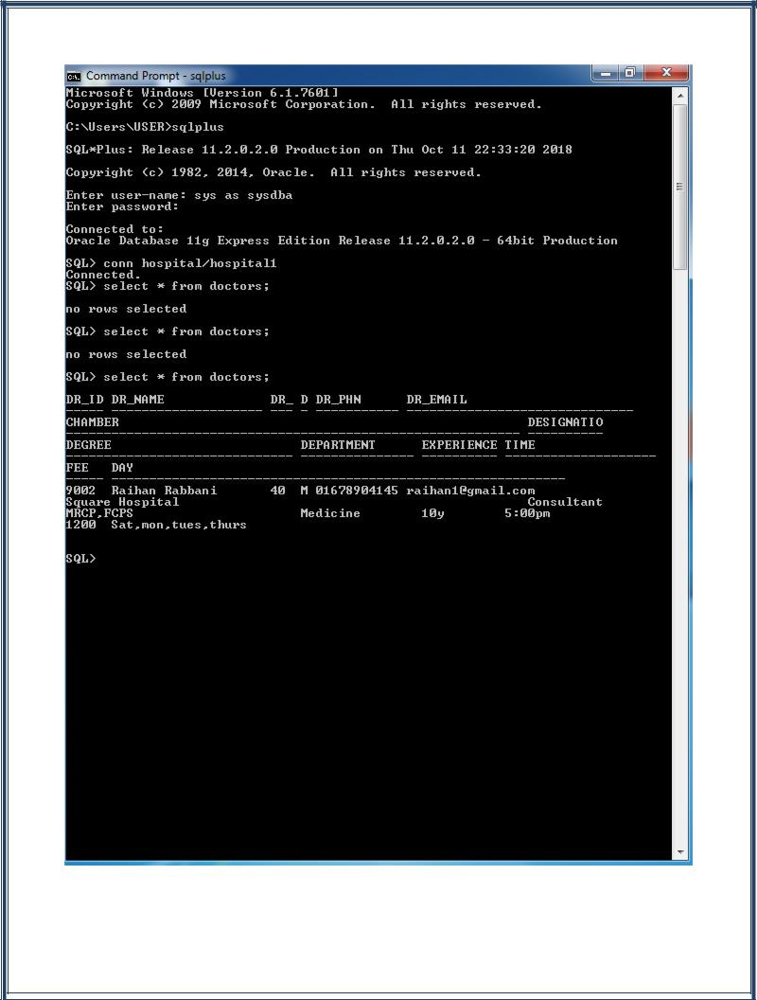 Command Prompt - sqlplus
Microsoft Windows [Version 6.1.7601]
Copyright (c) 2009 Microsoft Corporation.  All rights reserved.
C:\Users\USER>sqlplus
SQL*Plus: Release 11.2.0.2.0 Production on Thu Oct 11 22:33:20 2018
Copyright (c) 1982, 2014, Oracle.  All rights reserved.
Enter user-name: sys as sysdba
Enter password:
Connected to:
Oracle Database 11g Express Edition Release 11.2.0.2.0 - 64bit Production
SQL> conn hospital/hospital1
Connected.
SQL> select * from doctors;
no rows selected
SQL> select * from doctors;
no rows selected
SQL> select * from doctors;
DR_ID DR_NAME              DR_ D DR_PHN      DR_EMAIL
CHAMBER                                                      DESIGNATIO
DEGREE                         DEPARTMENT      EXPERIENCE TIME
FEE   DAY
9002  Raihan Rabbani       40  M 01678904145 raihan1@gmail.com
Square Hospital                                              Consultant
MRCP,FCPS                      Medicine        10y        5:00pm
1200  Sat,mon,tues,thurs
SQL>